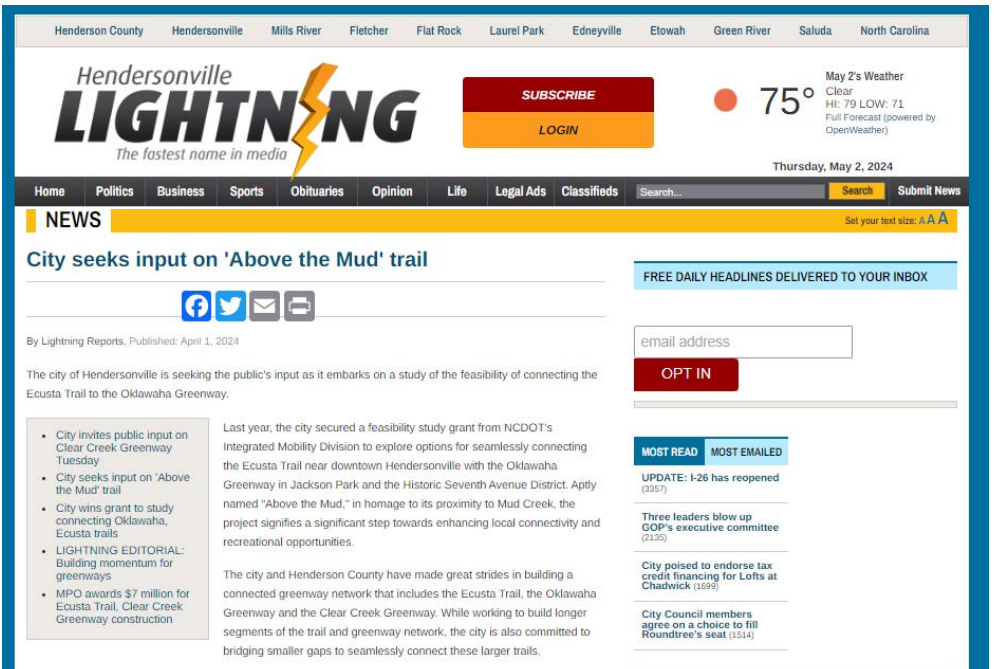 Henderson County Hendersonville Mills River Fletcher Flat Rock Laurel Park Edneyville Etowah Green River Saluda North Carolina
Hendersonville
LIGHTNING
The fastest name in media
SUBSCRIBE
LOGIN
75°
May 2's Weather
Clear
HI: 79 LOW: 71
Full Forecast (powered by
OpenWeather)
Thursday, May 2, 2024
Home Politics Business Sports Obituaries Opinion Life Legal Ads Classifieds Search... Search Submit News
NEWS
Set your text size: A A A
City seeks input on 'Above the Mud' trail
By Lightning Reports, Published: April 1, 2024
The city of Hendersonville is seeking the public's input as it embarks on a study of the feasibility of connecting the
Ecusta Trail to the Oklawaha Greenway.
• City invites public input on
Clear Creek Greenway
Tuesday
• City seeks input on 'Above
the Mud' trail
• City wins grant to study
connecting Oklawaha,
Ecusta trails
• LIGHTNING EDITORIAL:
Building momentum for
greenways
• MPO awards $7 million for
Ecusta Trail, Clear Creek
Greenway construction
Last year, the city secured a feasibility study grant from NCDOT's
Integrated Mobility Division to explore options for seamlessly connecting
the Ecusta Trail near downtown Hendersonville with the Oklawaha
Greenway in Jackson Park and the Historic Seventh Avenue District. Aptly
named "Above the Mud," in homage to its proximity to Mud Creek, the
project signifies a significant step towards enhancing local connectivity and
recreational opportunities.
The city and Henderson County have made great strides in building a
connected greenway network that includes the Ecusta Trail, the Oklawaha
Greenway and the Clear Creek Greenway. While working to build longer
segments of the trail and greenway network, the city is also committed to
bridging smaller gaps to seamlessly connect these larger trails.
FREE DAILY HEADLINES DELIVERED TO YOUR INBOX
email address
OPT IN
MOST READ MOST EMAILED
UPDATE: I-26 has reopened
(3357)
Three leaders blow up
GOP's executive committee
(2135)
City poised to endorse tax
credit financing for Lofts at
Chadwick (1699)
City Council members
agree on a choice to fill
Roundtree's seat (1514)